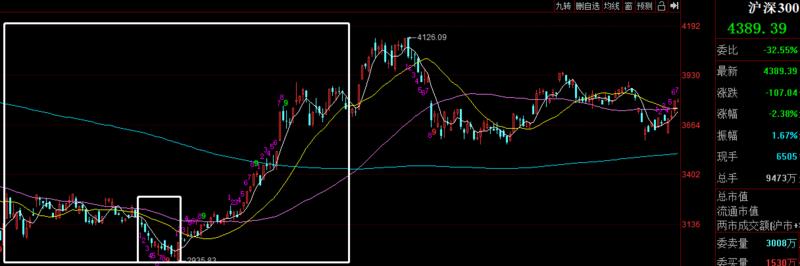 九转 删自选 均线 窗 预测
沪深300
4389.39
委比 -32.55%
最新 4389.39
涨跌 -107.04
涨幅 -2.38%
振幅 1.67%
现手 6505
总手 9473万
总市值
流通市值
两市成交额[沪市+
委卖量 3008万
委买量 1530万
4192
3930
3664
3402
3136
4126.09
2935.83